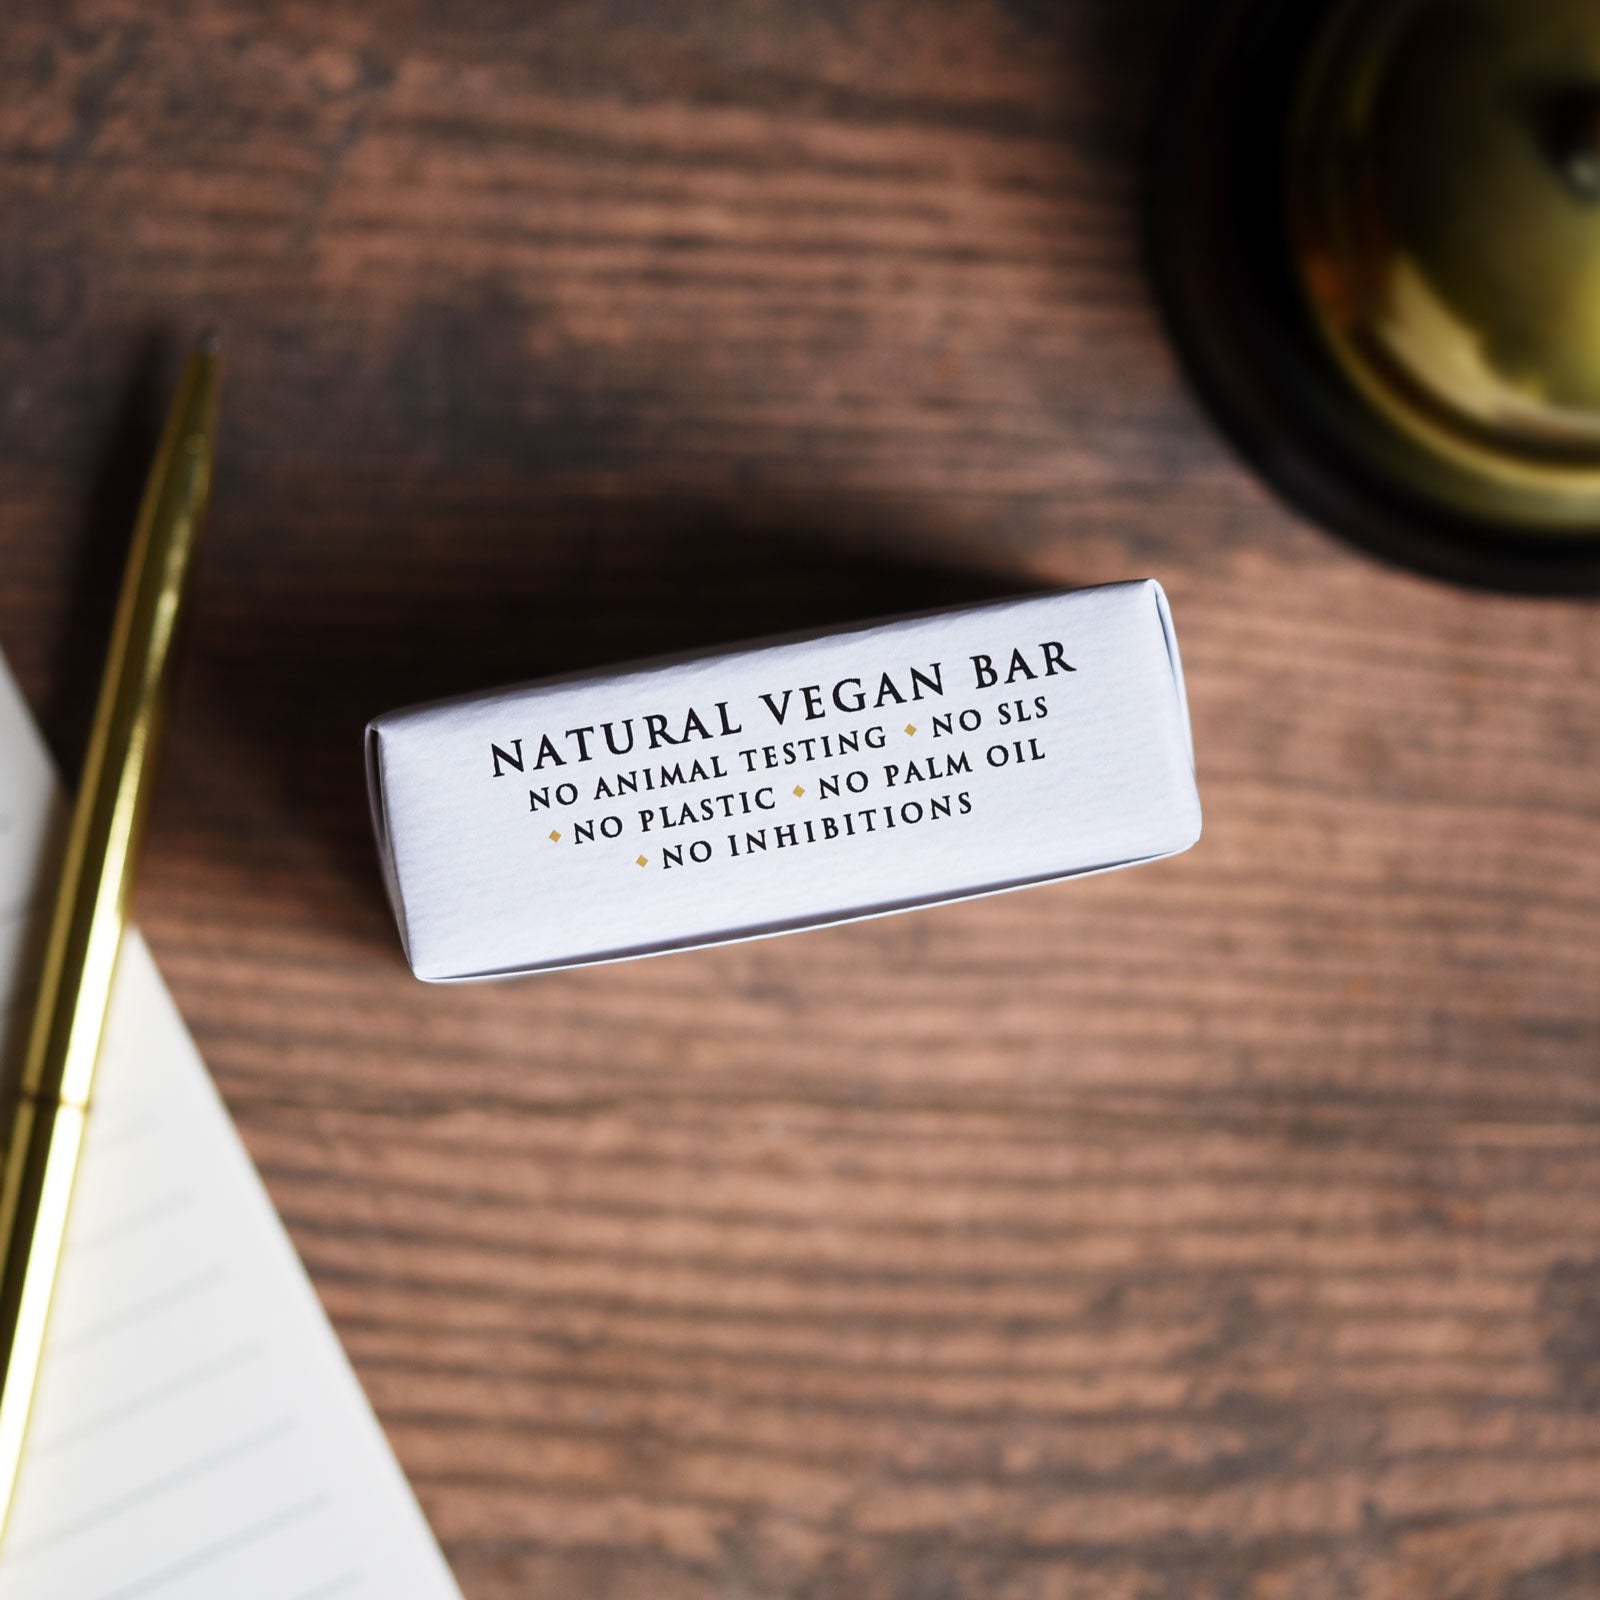 NATURAL VEGAN BAR
NO ANIMAL TESTING ⬥ NO SLS
⬥ NO PLASTIC ⬥ NO PALM OIL
⬥ NO INHIBITIONS